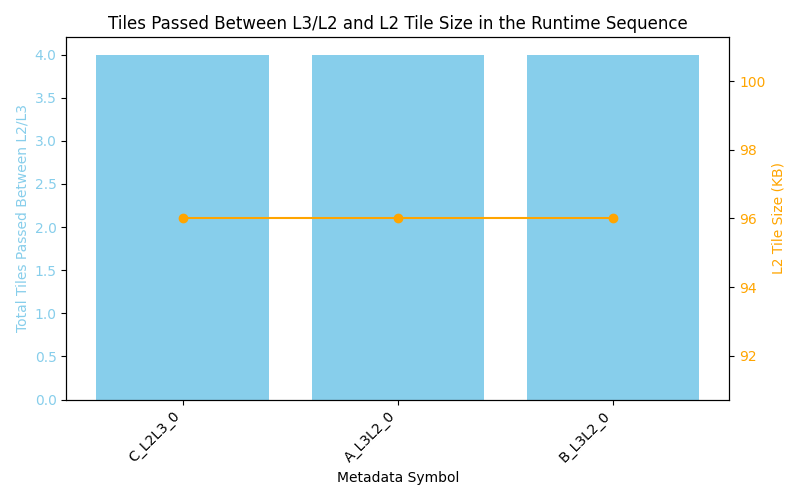 Tiles Passed Between L3/L2 and L2 Tile Size in the Runtime Sequence
Total Tiles Passed Between L2/L3
4.0
3.5
3.0
2.5
2.0
1.5
1.0
0.5
0.0
100
98
96
94
92
L2 Tile Size (KB)
C_L2L3_0
A_L3L2_0
B_L3L2_0
Metadata Symbol